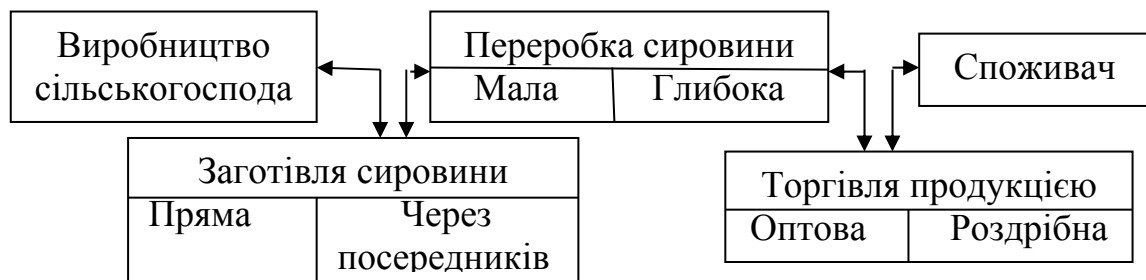 Виробництво
сільськогоспода
Переробка сировини
Мала Глибока
Споживач
Заготівля сировини
Пряма Через
посередників
Торгівля продукцією
Оптова Роздрібна